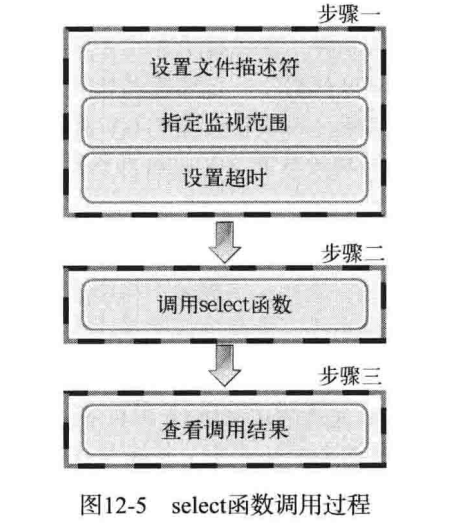 步骤一
设置文件描述符
指定监视范围
设置超时
步骤二
调用select函数
步骤三
查看调用结果
图12-5 select函数调用过程